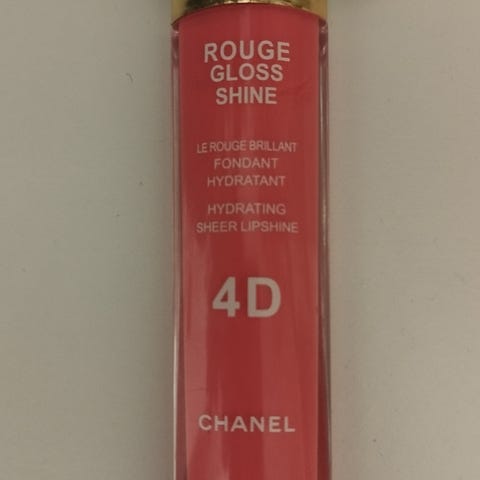 ROUGE
GLOSS
SHINE
LE ROUGE BRILLANT
FONDANT
HYDRATANT
HYDRATING
SHEER LIPSHINE
4D
CHANEL